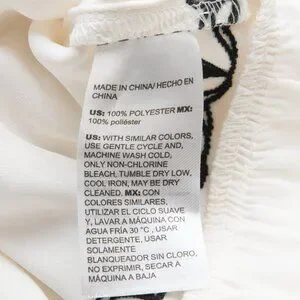 MADE IN CHINA/ HECHO EN
CHINA
US: 100% POLYESTER MX:
100% poliéster
US: WITH SIMILAR COLORS,
USE GENTLE CYCLE AND,
MACHINE WASH COLD,
ONLY NON-CHLORINE
BLEACH, TUMBLE DRY LOW,
COOL IRON, MAY BE DRY
CLEANED. MX: CON
COLORES SIMILARES,
UTILIZAR EL CICLO SUAVE
Y, LAVAR A MÁQUINA CON
AGUA FRÍA 30 °C , USAR
DETERGENTE, USAR
SOLAMENTE
BLANQUEADOR SIN CLORO,
NO EXPRIMIR, SECAR A
MÁQUINA A BAJA